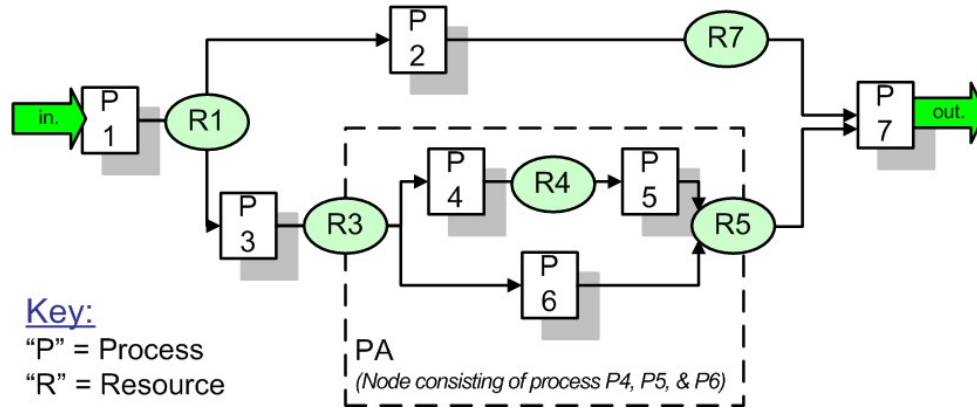 P
2
R7
in.
P
1
R1
P
7
out.
P
4
R4
P
5
P
3
R3
R5
P
6
Key:
“P” = Process
“R” = Resource
PA
(Node consisting of process P4, P5, & P6)